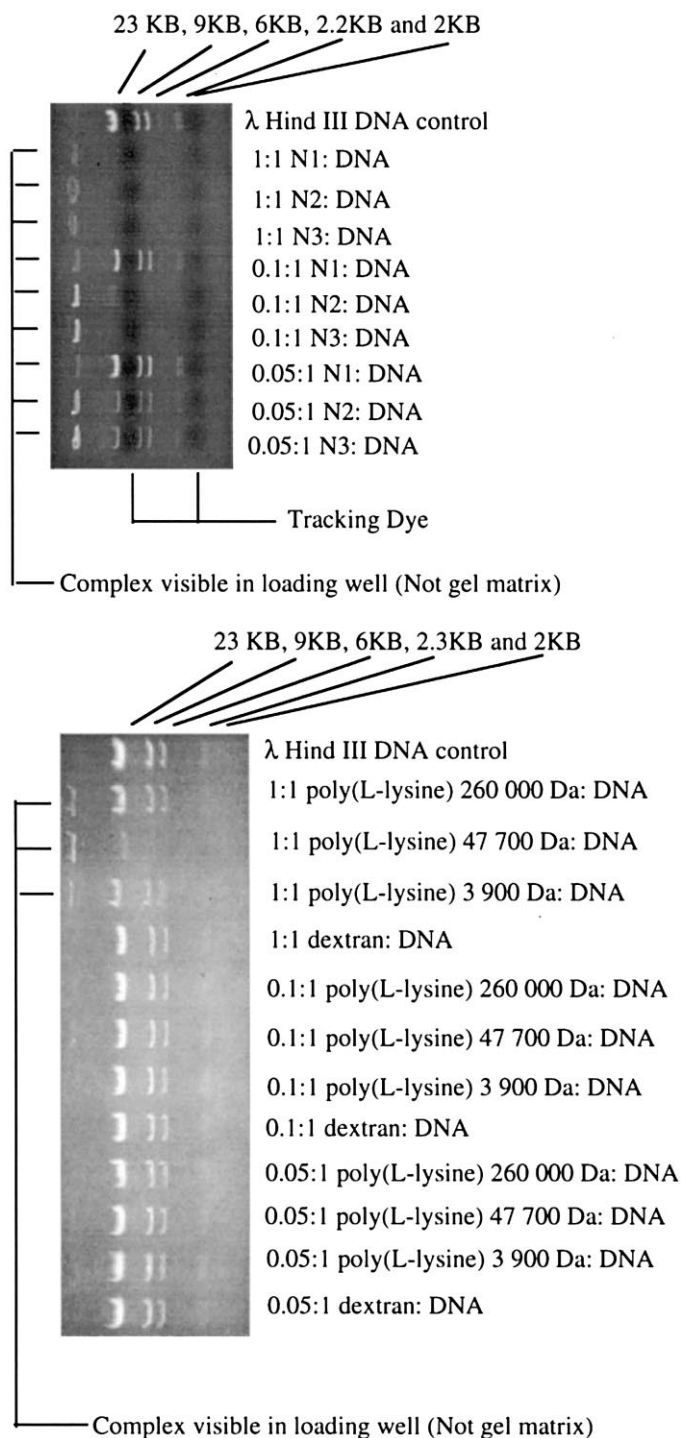 23 KB, 9KB, 6KB, 2.2KB and 2KB
λ Hind III DNA control
1:1 N1: DNA
1:1 N2: DNA
1:1 N3: DNA
0.1:1 N1: DNA
0.1:1 N2: DNA
0.1:1 N3: DNA
0.05:1 N1: DNA
0.05:1 N2: DNA
0.05:1 N3: DNA
Tracking Dye
Complex visible in loading well (Not gel matrix)
23 KB, 9KB, 6KB, 2.3KB and 2KB
λ Hind III DNA control
1:1 poly(L-lysine) 260 000 Da: DNA
1:1 poly(L-lysine) 47 700 Da: DNA
1:1 poly(L-lysine) 3 900 Da: DNA
1:1 dextran: DNA
0.1:1 poly(L-lysine) 260 000 Da: DNA
0.1:1 poly(L-lysine) 47 700 Da: DNA
0.1:1 poly(L-lysine) 3 900 Da: DNA
0.1:1 dextran: DNA
0.05:1 poly(L-lysine) 260 000 Da: DNA
0.05:1 poly(L-lysine) 47 700 Da: DNA
0.05:1 poly(L-lysine) 3 900 Da: DNA
0.05:1 dextran: DNA
Complex visible in loading well (Not gel matrix)